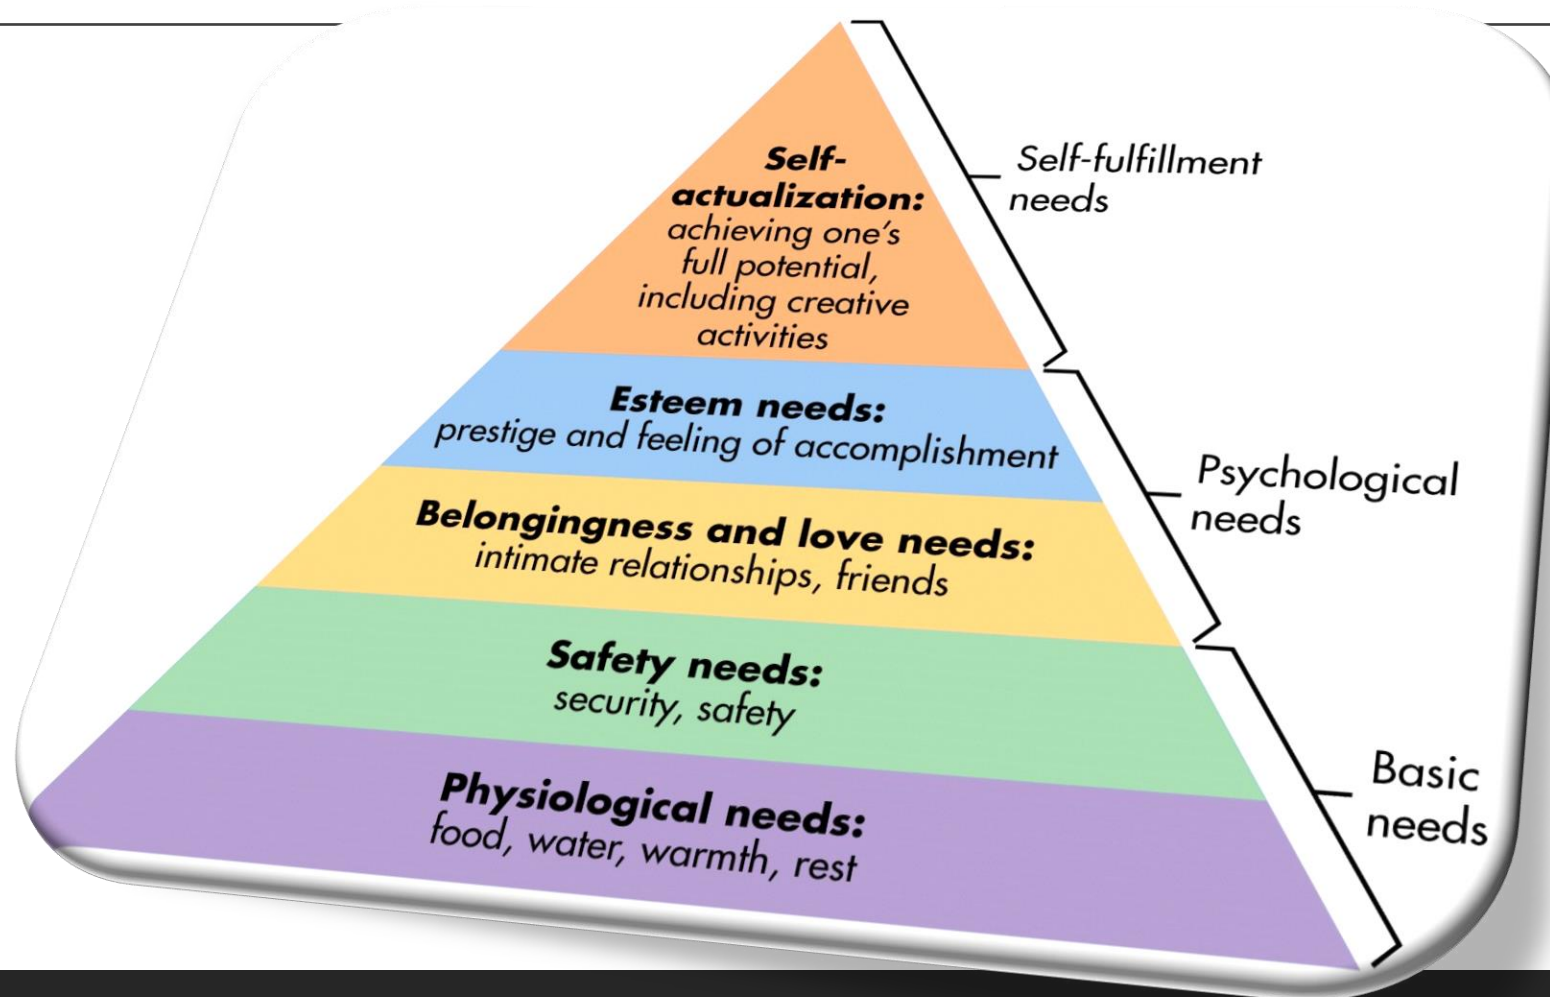 Self-
actualization:
achieving one's
full potential,
including creative
activities
Self-fulfillment
needs
Esteem needs:
prestige and feeling of accomplishment
Belongingness and love needs:
intimate relationships, friends
Psychological
needs
Safety needs:
security, safety
Physiological needs:
food, water, warmth, rest
Basic
needs